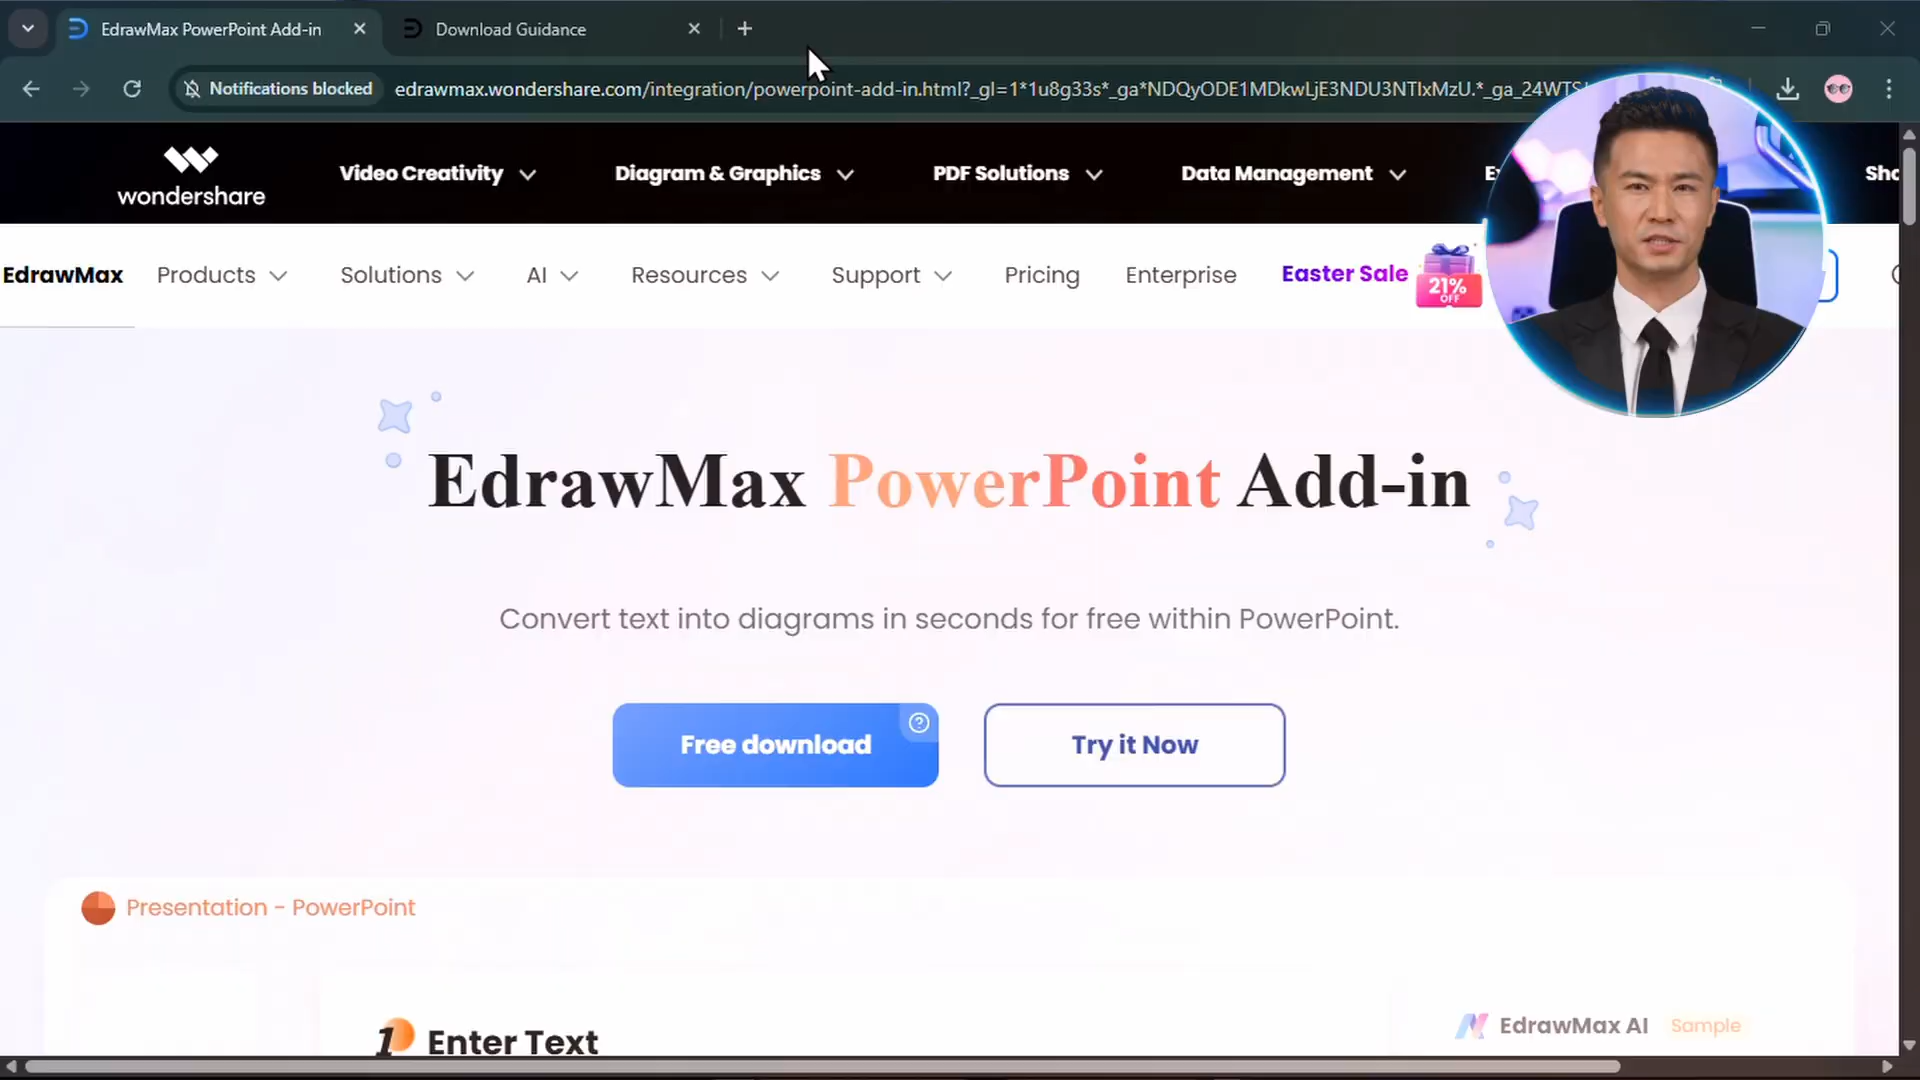 EdrawMax PowerPoint Add-in
Download Guidance
Notifications blocked
edrawmax.wondershare.com/integration/powerpoint-add-in.html?_gl=1*1u8g33s*_ga*NDQyODE1MDkwLjE3NDU3NTIxMzU.*_ga_24WTS
wondershare
Video Creativity
Diagram & Graphics
PDF Solutions
Data Management
EdrawMax
Products
Solutions
AI
Resources
Support
Pricing
Enterprise
Easter Sale
21%
OFF
EdrawMax PowerPoint Add-in
Convert text into diagrams in seconds for free within PowerPoint.
Free download
Try it Now
Presentation - PowerPoint
1 Enter Text
EdrawMax AI
Sample